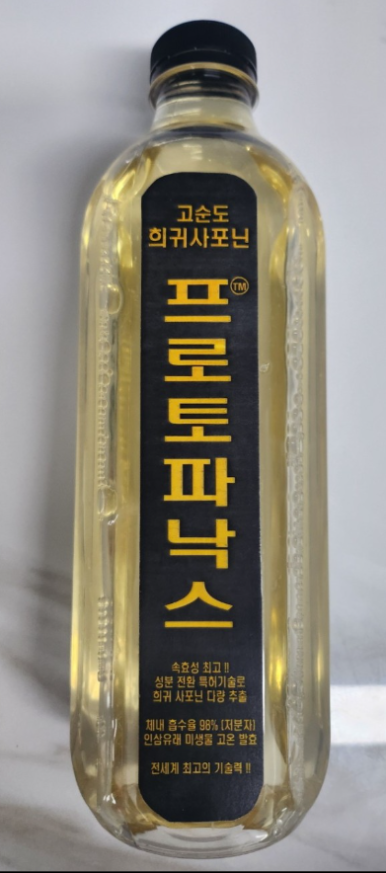 고순도
희귀사포닌
프로토파낙스™
속효성 최고 !!
성분 전환 특허기술로
희귀 사포닌 다량 추출
체내 흡수율 98% [저분자]
인삼유래 미생물 고온 발효
전세계 최고의 기술력 !!